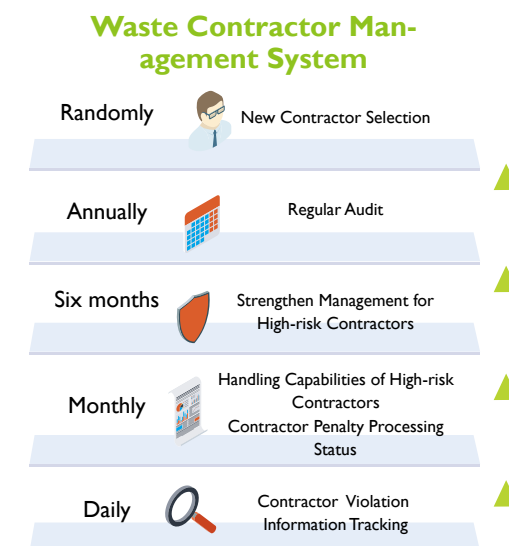 Waste Contractor Man-
agement System
Randomly
New Contractor Selection
Annually
Regular Audit
Six months
Strengthen Management for
High-risk Contractors
Monthly
Handling Capabilities of High-risk
Contractors
Contractor Penalty Processing
Status
Daily
Contractor Violation
Information Tracking